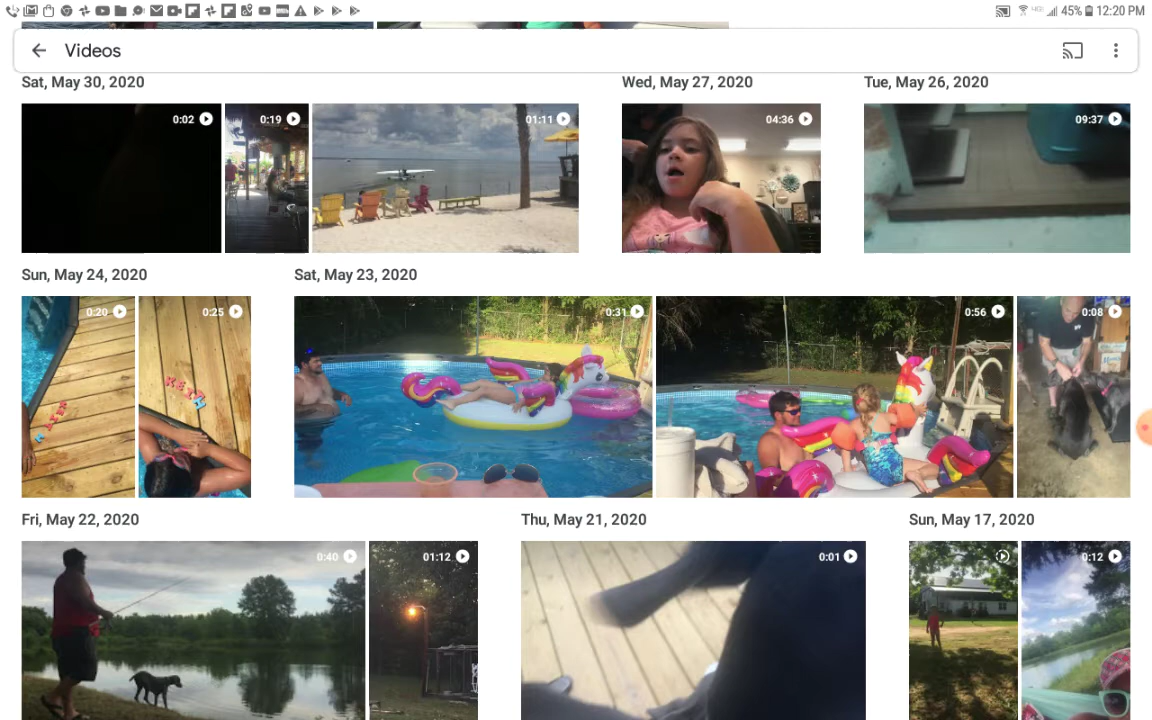 45% 12:20 PM
Videos
Sat, May 30, 2020
Wed, May 27, 2020
Tue, May 26, 2020
0:02
0:19
01:11
04:36
09:37
Sun, May 24, 2020
Sat, May 23, 2020
0:20
0:25
0:31
0:56
0:08
KEITH
Fri, May 22, 2020
Thu, May 21, 2020
Sun, May 17, 2020
0:40
01:12
0:01
0:12